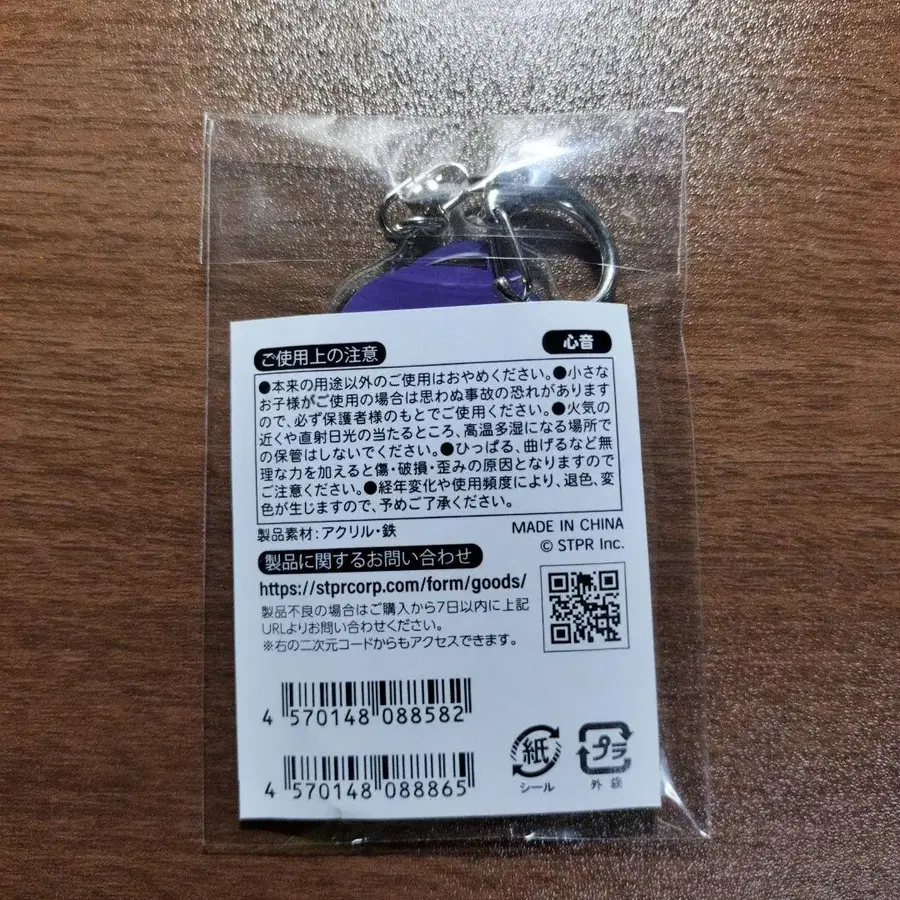 ご使用上の注意
心音
●本来の用途以外のご使用はおやめください。●小さな
お子様がご使用の場合は思わぬ事故の恐れがあります
ので、必ず保護者様のもとでご使用ください。●火気の
近くや直射日光の当たるところ、高温多湿になる場所で
の保管はしないでください。●ひっぱる、曲げるなど無
理な力を加えると傷・破損・歪みの原因となりますので
ご注意ください。●経年変化や使用頻度により、退色、変
色が生じますので、予めご了承ください。
製品素材：アクリル・鉄
MADE IN CHINA
© STPR Inc.
製品に関するお問い合わせ
https://stprcorp.com/form/goods/
製品不良の場合はご購入から7日以内に上記
URLよりお問い合わせください。
※右の二次元コードからもアクセスできます。
4 570148 088582
4 570148 088865
紙
シール
プラ
外袋